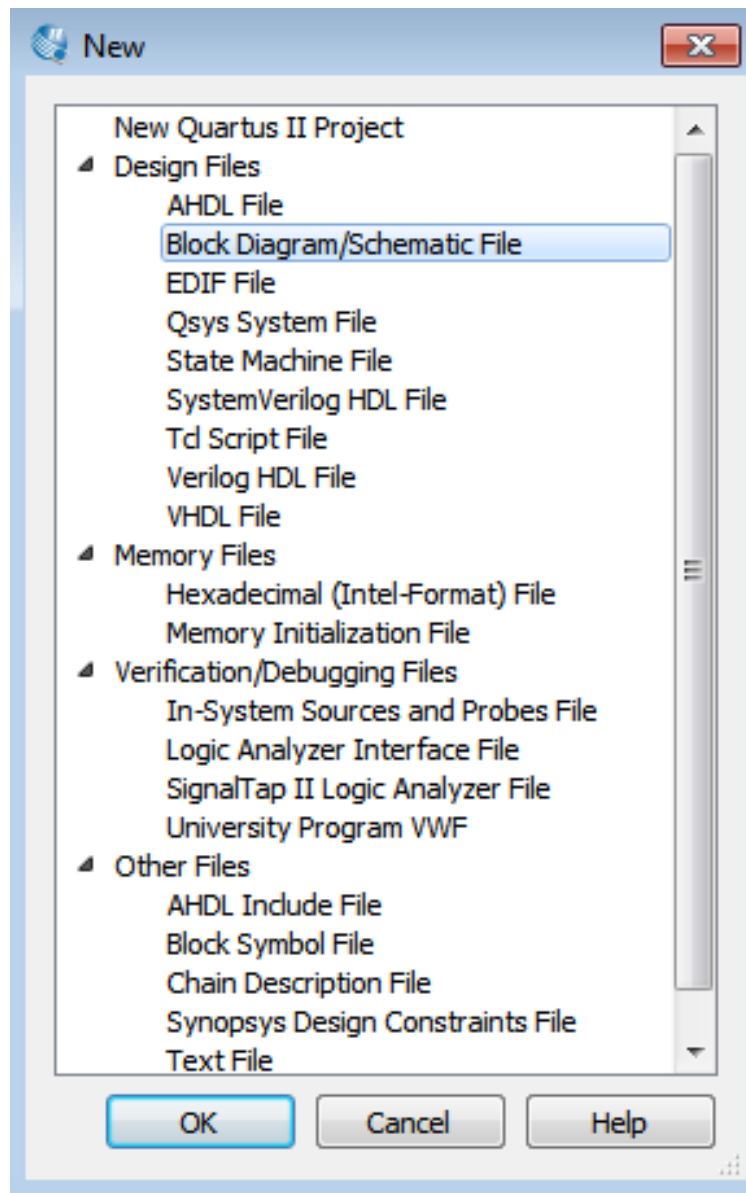 New
New Quartus II Project
Design Files
AHDL File
Block Diagram/Schematic File
EDIF File
Qsys System File
State Machine File
SystemVerilog HDL File
Tcl Script File
Verilog HDL File
VHDL File
Memory Files
Hexadecimal (Intel-Format) File
Memory Initialization File
Verification/Debugging Files
In-System Sources and Probes File
Logic Analyzer Interface File
SignalTap II Logic Analyzer File
University Program VWF
Other Files
AHDL Include File
Block Symbol File
Chain Description File
Synopsys Design Constraints File
Text File
OK Cancel Help